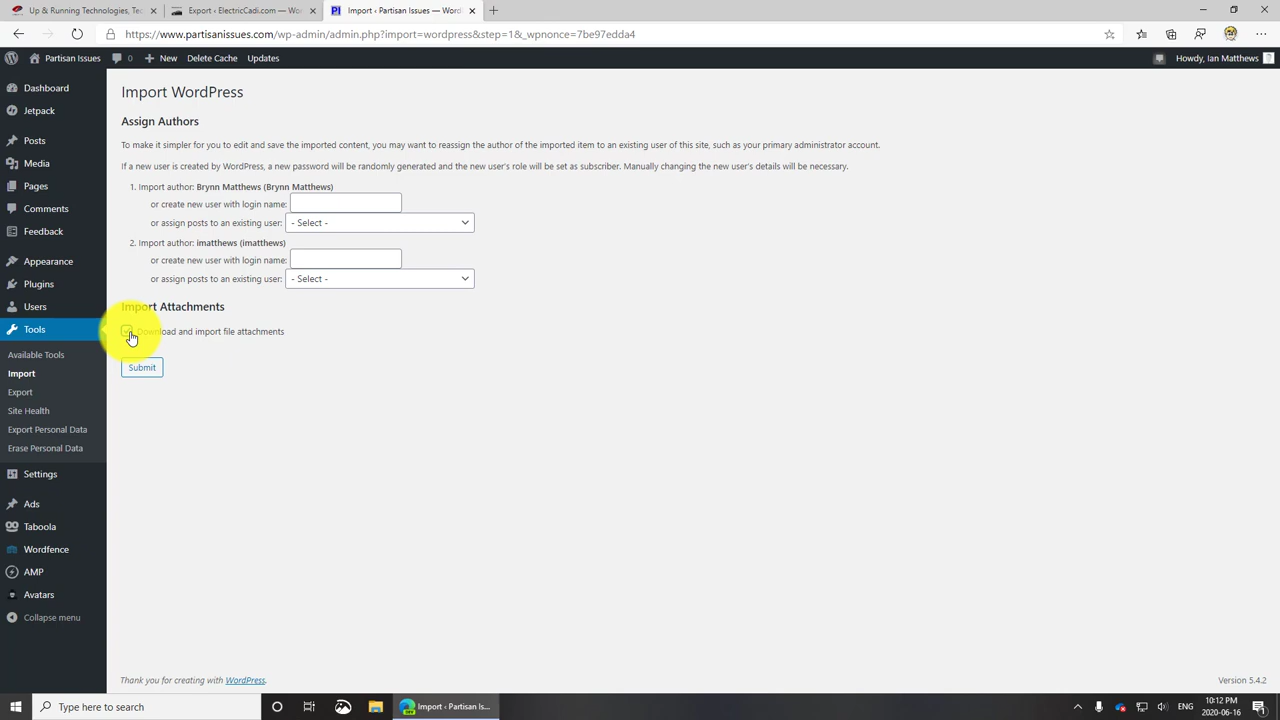 Up & Running Technologies, Tec
Export ‹ ElectricCadi.com — Wo
PI Import ‹ Partisan Issues — Word
https://www.partisanissues.com/wp-admin/admin.php?import=wordpress&step=1&_wpnonce=7be97edda4
Partisan Issues 0 New Delete Cache Updates Howdy, Ian Matthews
Dashboard
Jetpack
Posts
Media
Pages
Comments
Feedback
Appearance
Plugins
Users
Tools
Available Tools
Import
Export
Site Health
Export Personal Data
Erase Personal Data
Settings
Ads
Taboola
Wordfence
AMP
Avatars
Collapse menu
Import WordPress
Assign Authors
To make it simpler for you to edit and save the imported content, you may want to reassign the author of the imported item to an existing user of this site, such as your primary administrator account.
If a new user is created by WordPress, a new password will be randomly generated and the new user's role will be set as subscriber. Manually changing the new user's details will be necessary.
1. Import author: Brynn Matthews (Brynn Matthews)
or create new user with login name:
or assign posts to an existing user: - Select -
2. Import author: imatthews (imatthews)
or create new user with login name:
or assign posts to an existing user: - Select -
Import Attachments
Download and import file attachments
Submit
Thank you for creating with WordPress.
Version 5.4.2
Type here to search
Import ‹ Partisan Is...
ENG
10:12 PM
2020-06-16
1